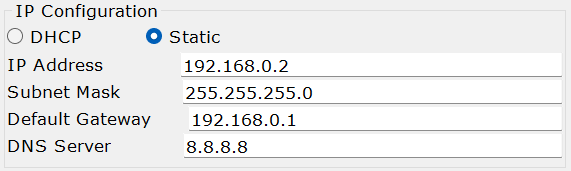 IP Configuration
DHCP Static
IP Address 192.168.0.2
Subnet Mask 255.255.255.0
Default Gateway 192.168.0.1
DNS Server 8.8.8.8